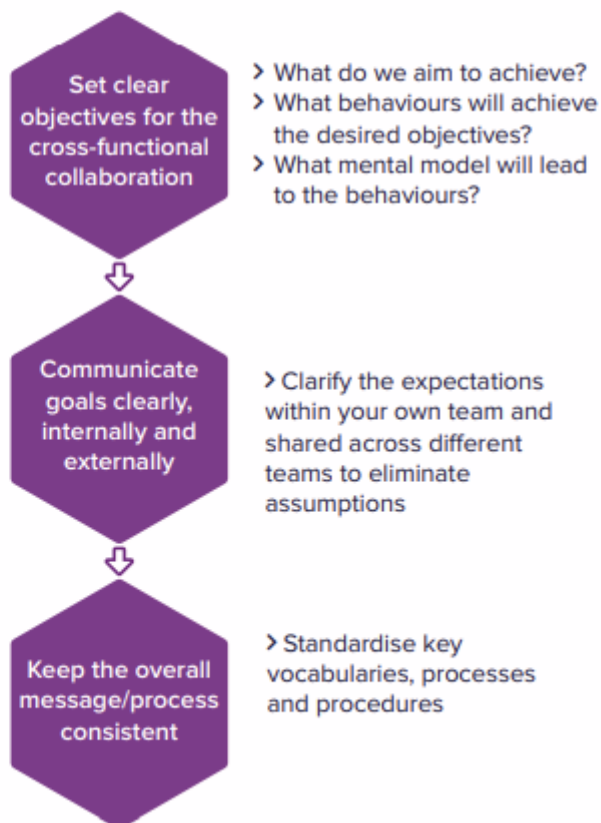 Set clear
objectives for the
cross-functional
collaboration
> What do we aim to achieve?
> What behaviours will achieve
the desired objectives?
> What mental model will lead
to the behaviours?
Communicate
goals clearly,
internally and
externally
> Clarify the expectations
within your own team and
shared across different
teams to eliminate
assumptions
Keep the overall
message/process
consistent
> Standardise key
vocabularies, processes
and procedures